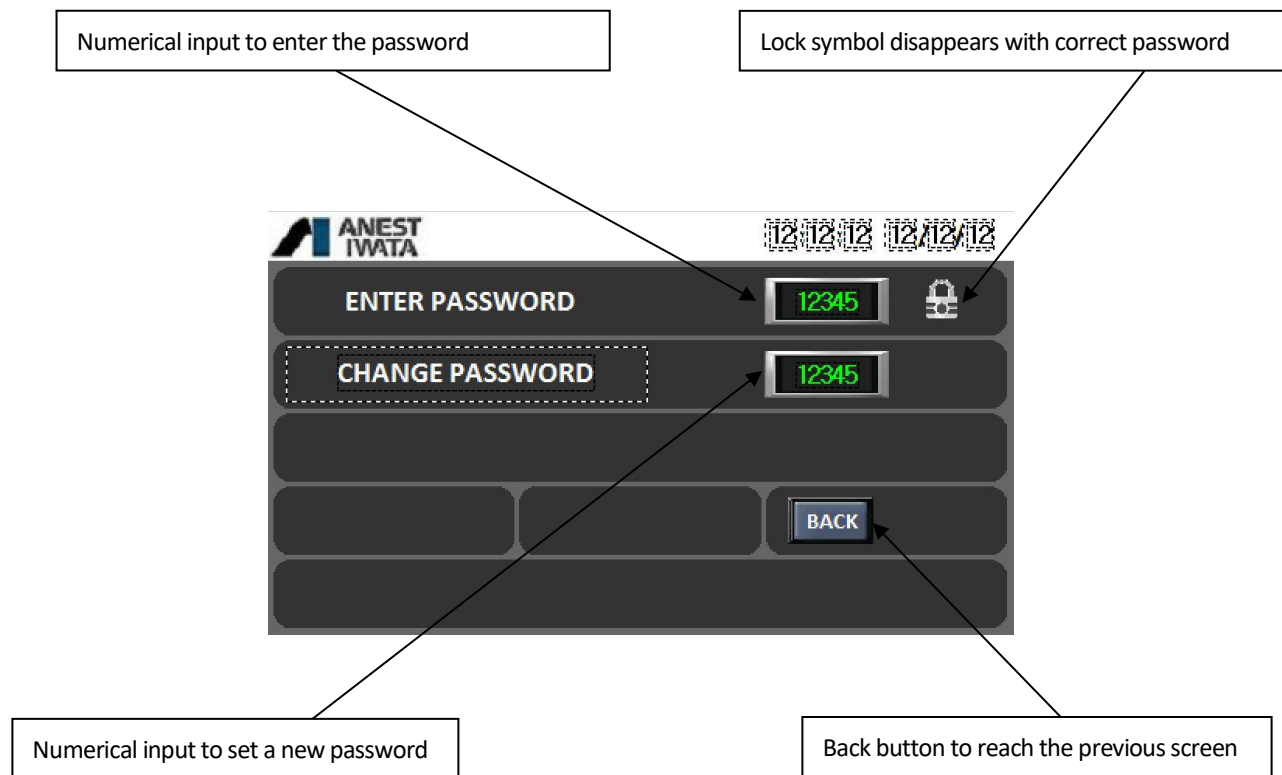 Numerical input to enter the password
Lock symbol disappears with correct password
ANEST
IWATA
12:12:12 12/12/12
ENTER PASSWORD 12345
CHANGE PASSWORD 12345
BACK
Numerical input to set a new password
Back button to reach the previous screen